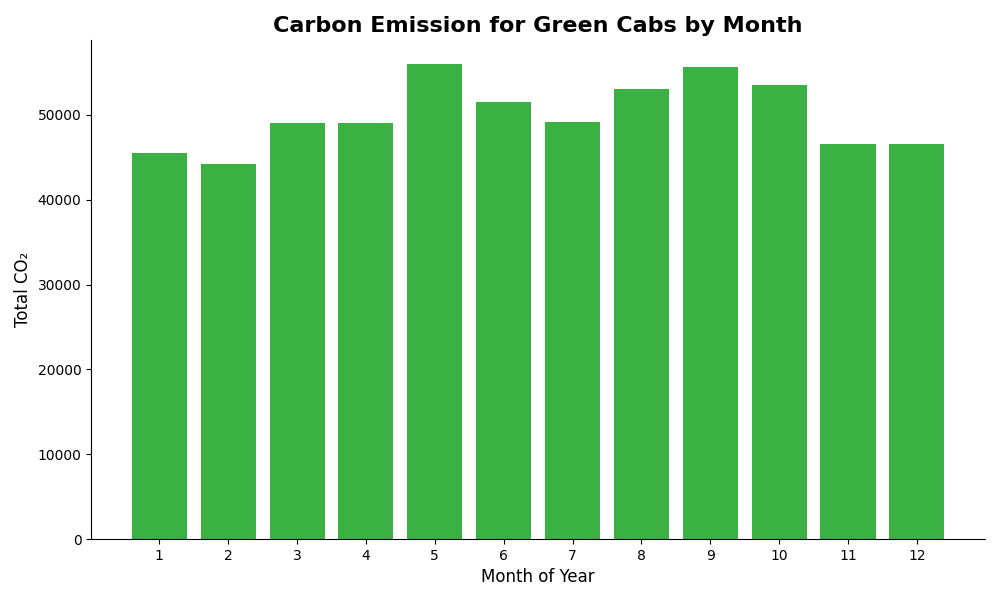 Carbon Emission for Green Cabs by Month
Total CO₂
50000
40000
30000
20000
10000
0
1 2 3 4 5 6 7 8 9 10 11 12
Month of Year